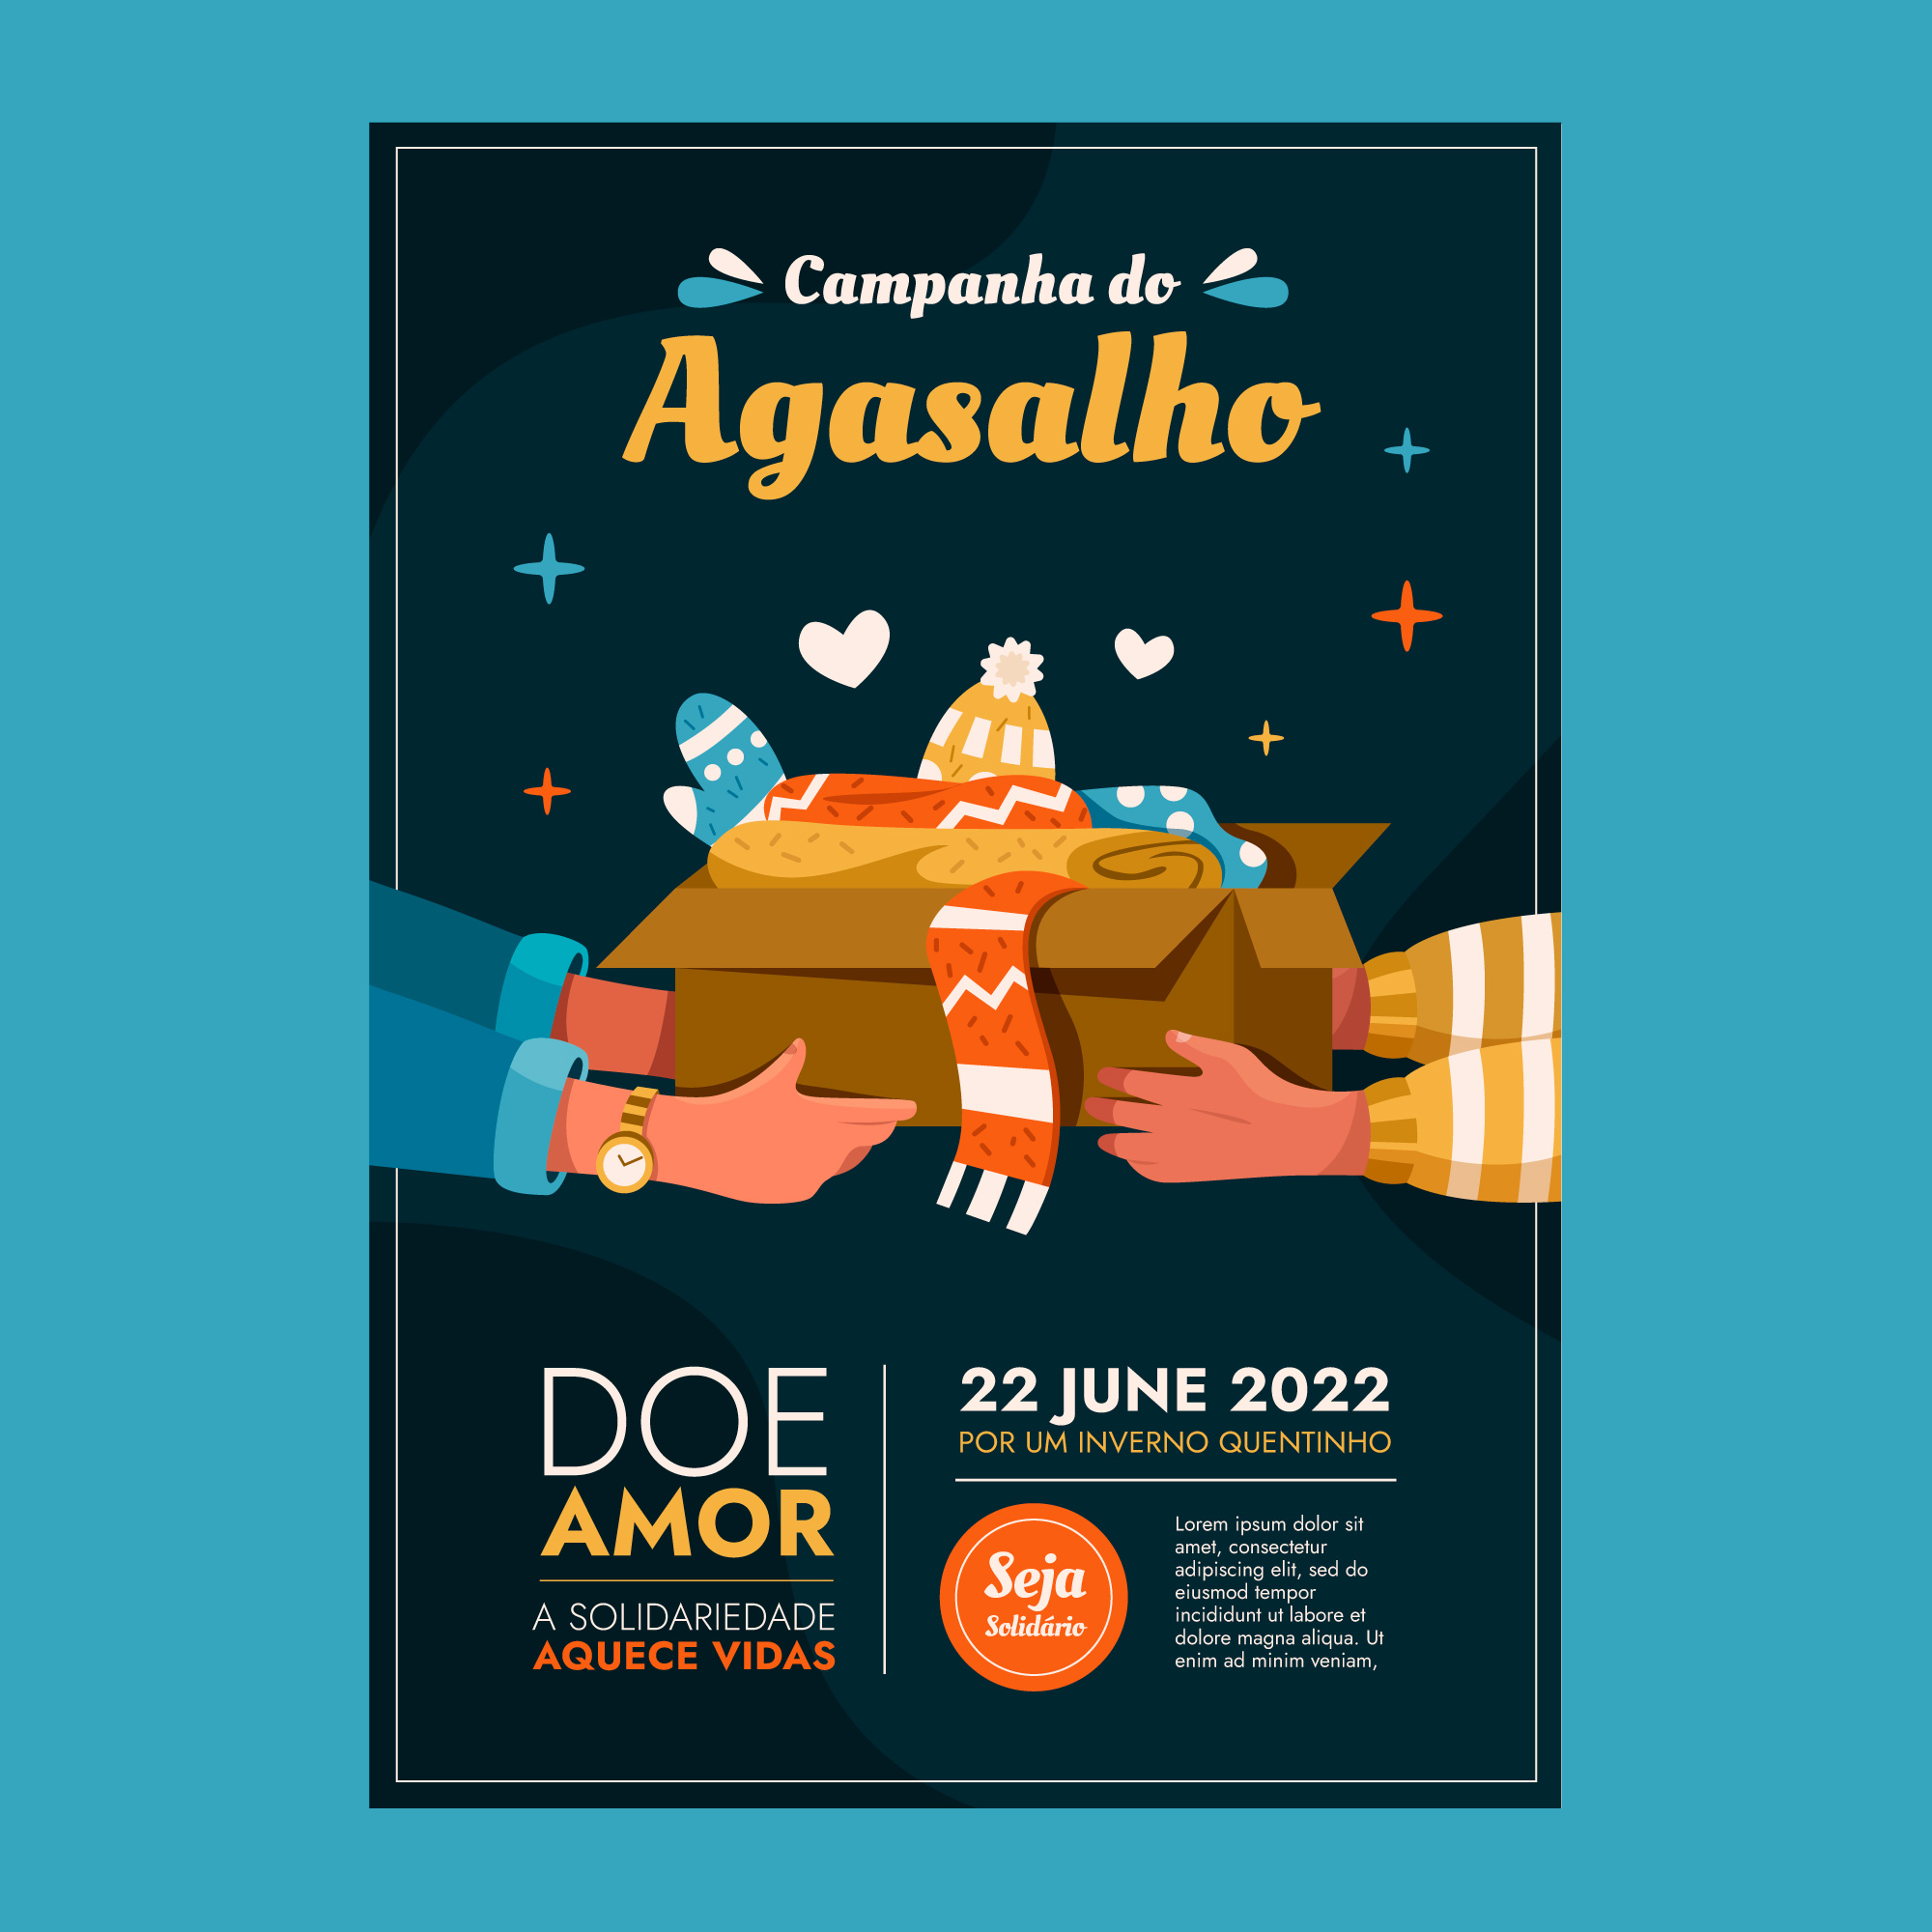 Campanha do
Agasalho
DOE
AMOR
A SOLIDARIEDADE
AQUECE VIDAS
22 JUNE 2022
POR UM INVERNO QUENTINHO
Seja
Solidário
Lorem ipsum dolor sit
amet, consectetur
adipiscing elit, sed do
eiusmod tempor
incididunt ut labore et
dolore magna aliqua. Ut
enim ad minim veniam,